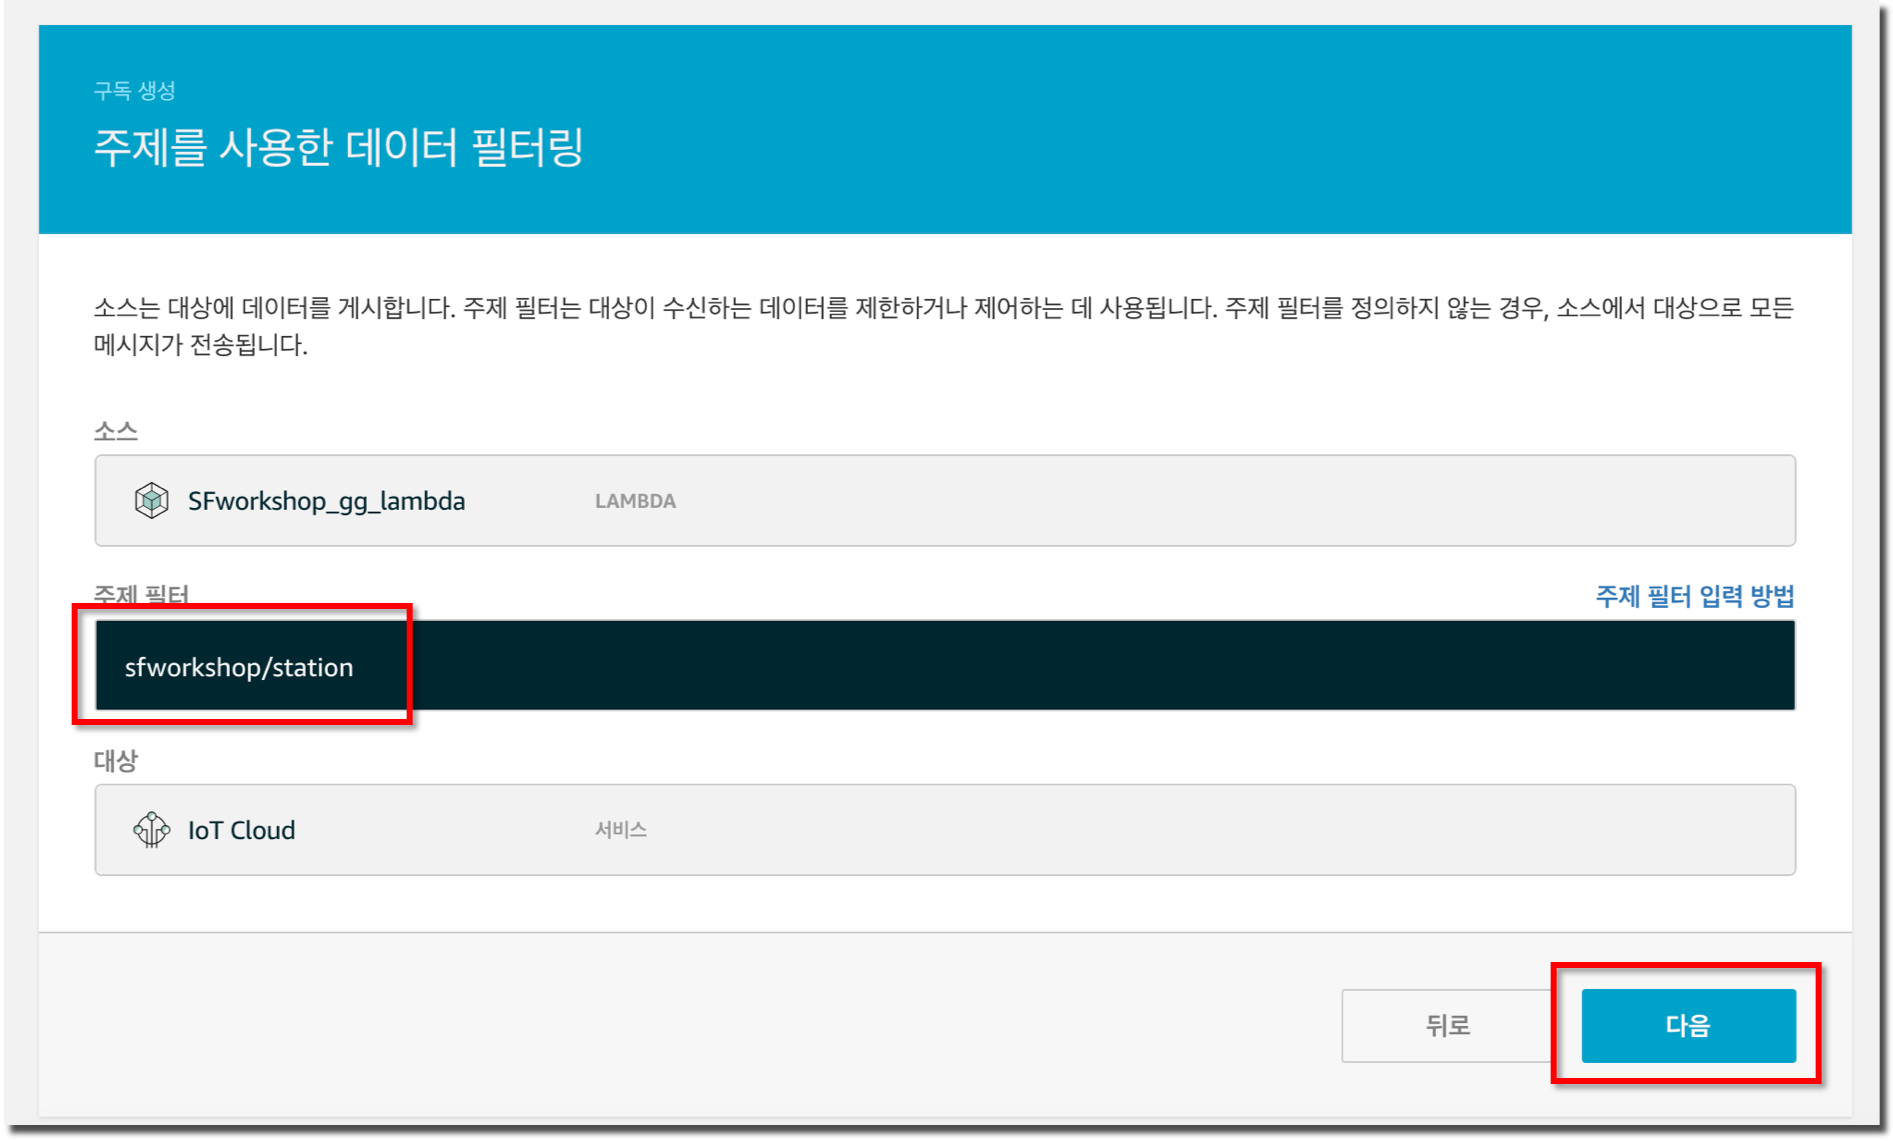 구독 생성
주제를 사용한 데이터 필터링
소스는 대상에 데이터를 게시합니다. 주제 필터는 대상이 수신하는 데이터를 제한하거나 제어하는 데 사용됩니다. 주제 필터를 정의하지 않는 경우, 소스에서 대상으로 모든
메시지가 전송됩니다.
소스
SFworkshop_gg_lambda LAMBDA
주제 필터 주제 필터 입력 방법
sfworkshop/station
대상
IoT Cloud 서비스
뒤로 다음